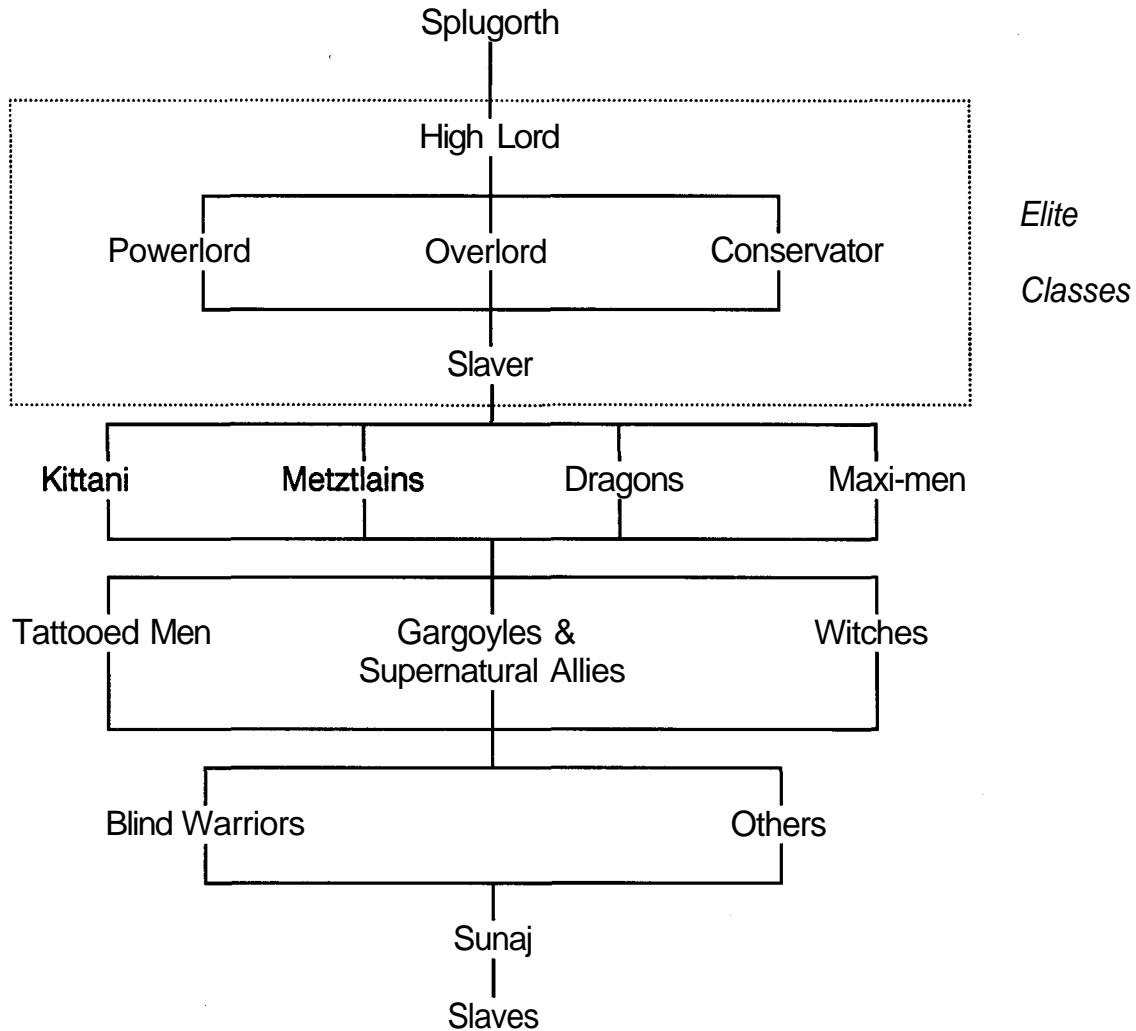 Splugorth
High Lord
Elite
Powerlord Overlord Conservator
Classes
Slaver
Kittani Metztlains Dragons Maxi-men
Tattooed Men Gargoyles & Witches
Supernatural Allies
Blind Warriors Others
Sunaj
Slaves